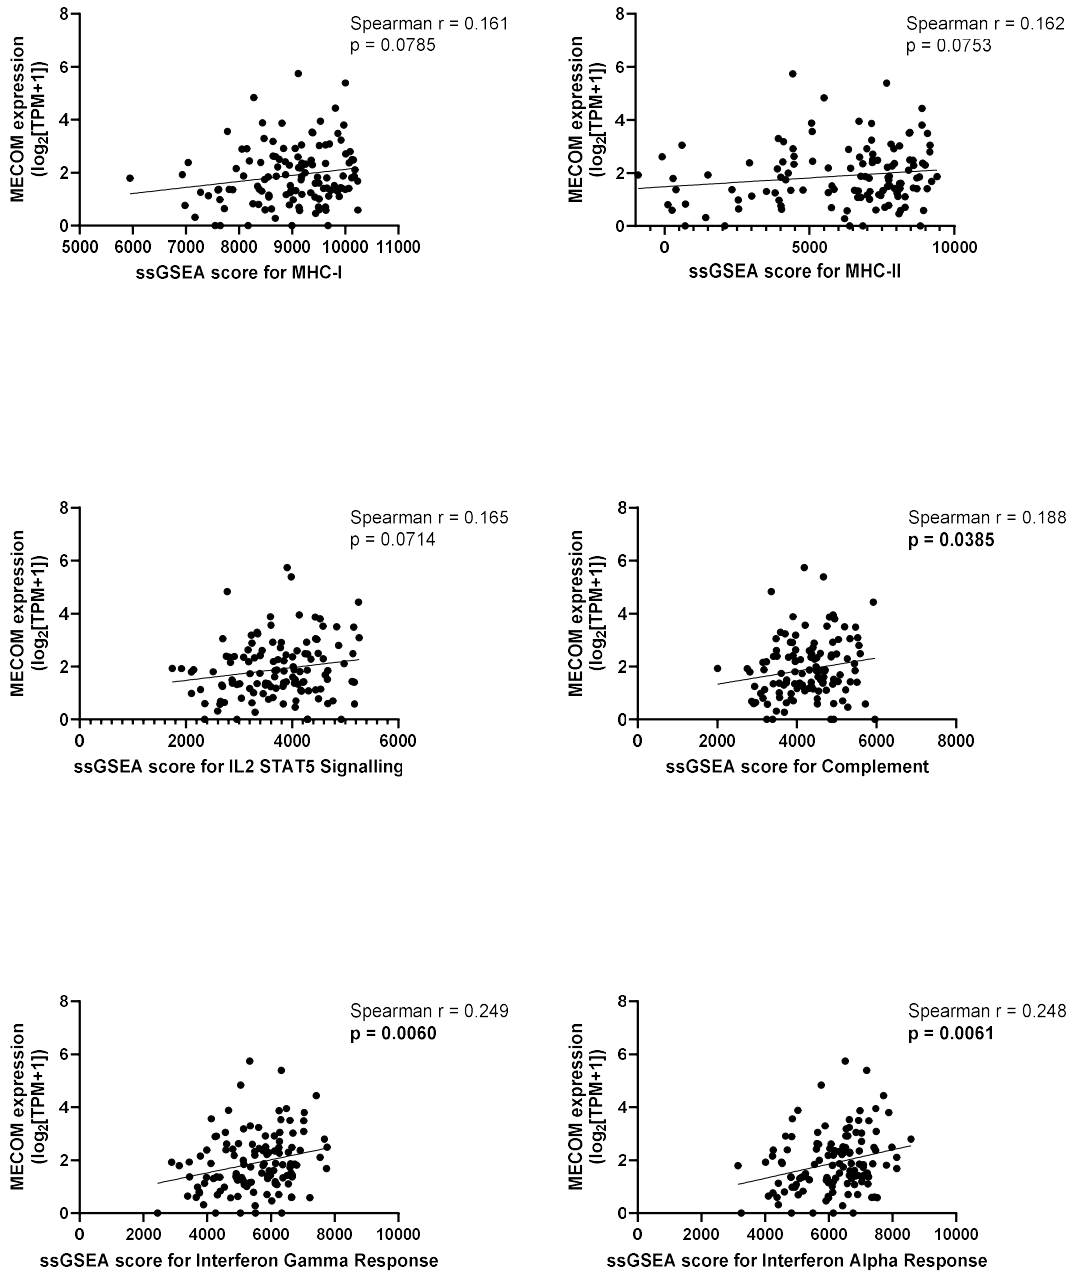 Spearman r = 0.161
p = 0.0785
MECOM expression
(log2[TPM+1])
8
6
4
2
0
5000 6000 7000 8000 9000 10000 11000
ssGSEA score for MHC-I
Spearman r = 0.162
p = 0.0753
MECOM expression
(log2[TPM+1])
8
6
4
2
0
0 5000 10000
ssGSEA score for MHC-II
Spearman r = 0.165
p = 0.0714
MECOM expression
(log2[TPM+1])
8
6
4
2
0
0 2000 4000 6000
ssGSEA score for IL2 STAT5 Signalling
Spearman r = 0.188
p = 0.0385
MECOM expression
(log2[TPM+1])
8
6
4
2
0
0 2000 4000 6000 8000
ssGSEA score for Complement
Spearman r = 0.249
p = 0.0060
MECOM expression
(log2[TPM+1])
8
6
4
2
0
0 2000 4000 6000 8000 10000
ssGSEA score for Interferon Gamma Response
Spearman r = 0.248
p = 0.0061
MECOM expression
(log2[TPM+1])
8
6
4
2
0
0 2000 4000 6000 8000 10000
ssGSEA score for Interferon Alpha Response